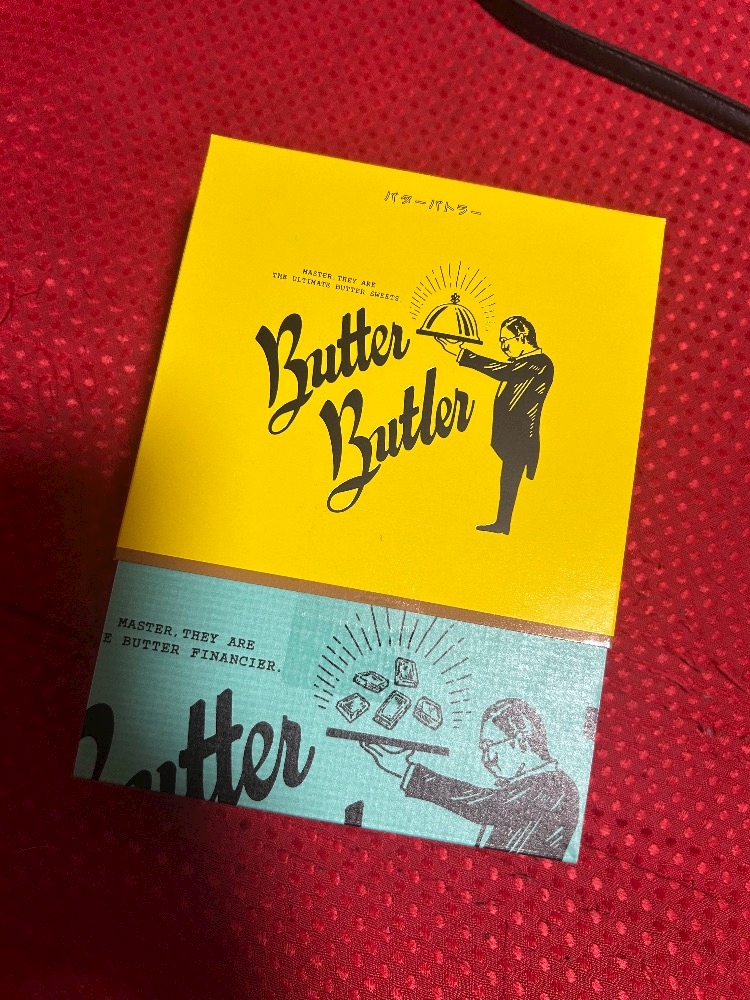 バターバトラー
MASTER THEY ARE
THE ULTIMATE BUTTER SWEETS
Butter
Butler
MASTER, THEY ARE
E BUTTER FINANCIER.
Butter